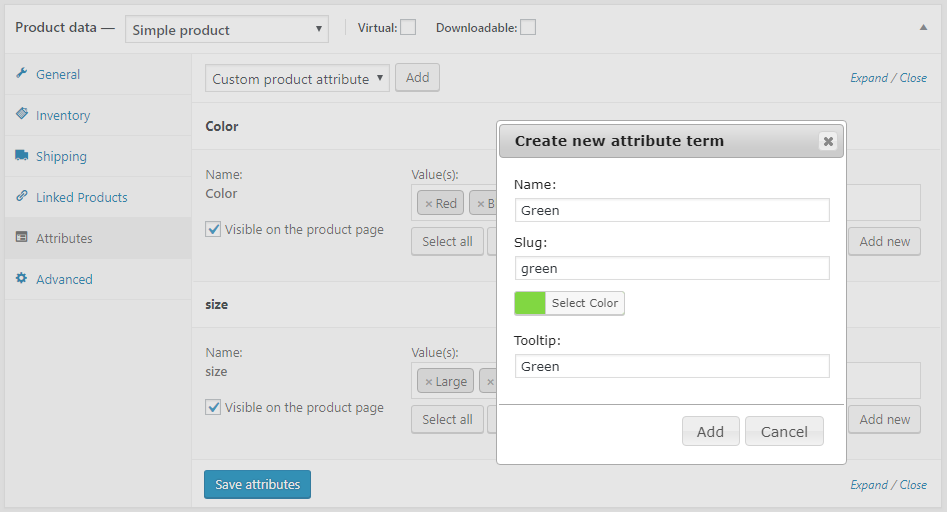 Product data — Simple product Virtual: Downloadable:
General
Inventory
Shipping
Linked Products
Attributes
Advanced
Custom product attribute Add Expand / Close
Color
Name:
Color
Visible on the product page
Value(s):
× Red × B
Select all Add new
size
Name:
size
Visible on the product page
Value(s):
× Large ×
Select all Add new
Save attributes Expand / Close
Create new attribute term
Name:
Green
Slug:
green
Select Color
Tooltip:
Green
Add Cancel